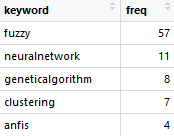 keyword freq
fuzzy 57
neuralnetwork 11
geneticalgorithm 8
clustering 7
anfis 4